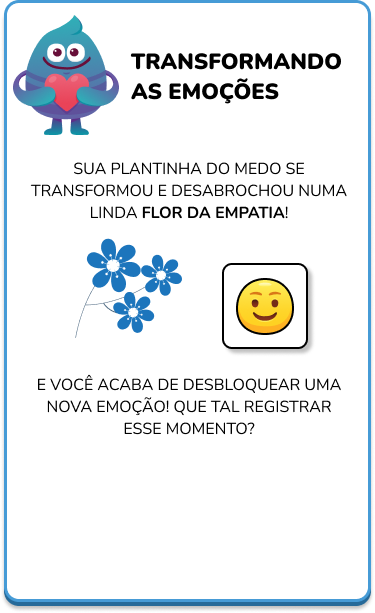 TRANSFORMANDO
AS EMOÇÕES
SUA PLANTINHA DO MEDO SE
TRANSFORMOU E DESABROCHOU NUMA
LINDA FLOR DA EMPATIA!
E VOCÊ ACABA DE DESBLOQUEAR UMA
NOVA EMOÇÃO! QUE TAL REGISTRAR
ESSE MOMENTO?